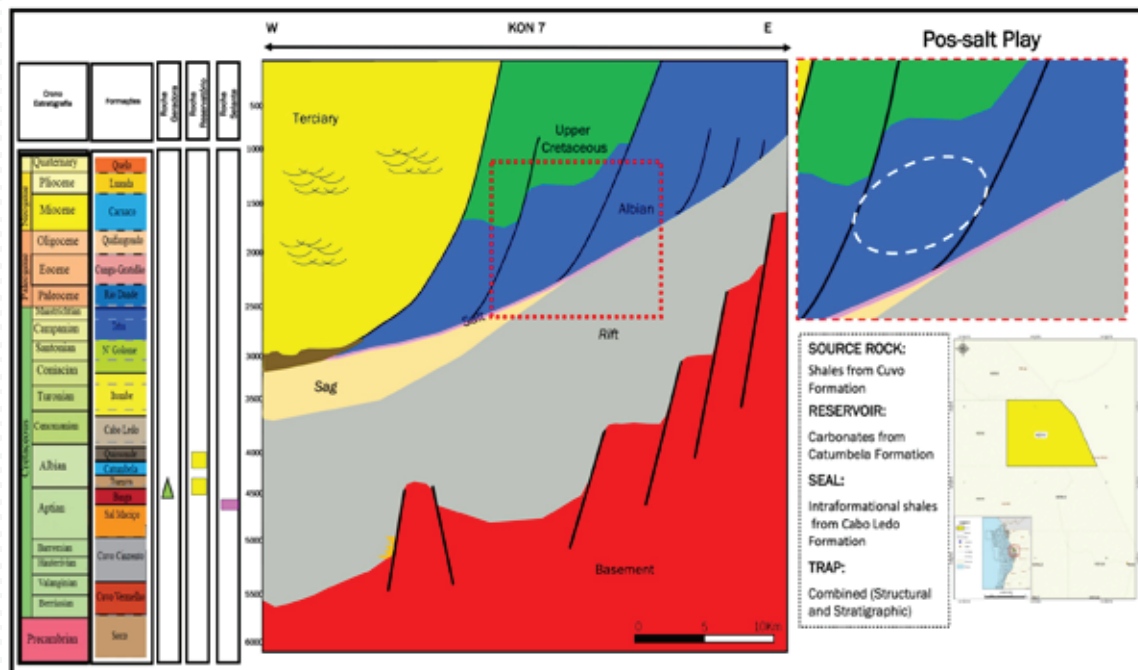 W
KON 7
E
Pos-salt Play
Crono
Estratigrafia
Formações
Rocha
Geradora
Rocha
Reservatório
Rocha
Selante
Quaternary
Pliocene
Miocene
Oligocene
Eocene
Paleocene
Maastrichtian
Campanian
Santonian
Coniacian
Turonian
Cenomanian
Albian
Aptian
Barremian
Hauterivian
Valanginian
Berriasian
Precambrian
Neogene
Paleogene
Cretaceous
Quelo
Luanda
Cacuaco
Quifangondo
Cunga-Gratidão
Rio Dande
Teba
N' Golome
Itombe
Cabo Ledo
Quissonde
Catumbela
Tuenza
Binga
Sal Maciço
Cuvo Cinzento
Cuvo Vermelho
Soco
500
1000
1500
2000
2500
3000
3500
4000
4500
5000
5500
6000
Terciary
Upper
Cretaceous
Albian
Salt
Sag
Rift
Basement
0
5
10Km
SOURCE ROCK:
Shales from Cuvo
Formation
RESERVOIR:
Carbonates from
Catumbela Formation
SEAL:
Intraformational shales
from Cabo Ledo
Formation
TRAP:
Combined (Structural
and Stratigraphic)